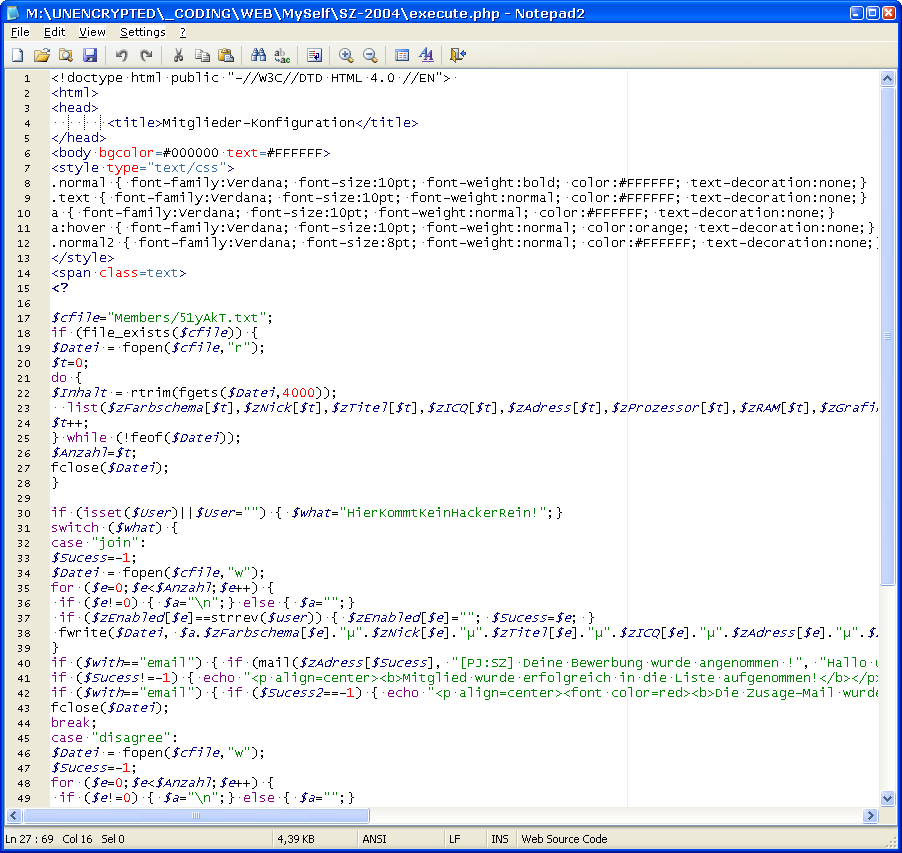 M:\UNENCRYPTED\_CODING\WEB\MySelf\SZ-2004\execute.php - Notepad2
File Edit View Settings ?
1 <!doctype html public "-//W3C//DTD HTML 4.0 //EN">
2 <html>
3 <head>
4 <title>Mitglieder-Konfiguration</title>
5 </head>
6 <body bgcolor=#000000 text=#FFFFFF>
7 <style type="text/css">
8 .normal { font-family:Verdana; font-size:10pt; font-weight:bold; color:#FFFFFF; text-decoration:none;}
9 .text { font-family:Verdana; font-size:10pt; font-weight:normal; color:#FFFFFF; text-decoration:none;}
10 a { font-family:Verdana; font-size:10pt; font-weight:normal; color:#FFFFFF; text-decoration:none;}
11 a:hover { font-family:Verdana; font-size:10pt; font-weight:normal; color:orange; text-decoration:none;}
12 .normal2 { font-family:Verdana; font-size:8pt; font-weight:normal; color:#FFFFFF; text-decoration:none;}
13 </style>
14 <span class=text>
15 <?
16
17 $cfile="Members/51yAkT.txt";
18 if (file_exists($cfile)) {
19 $Datei = fopen($cfile,"r");
20 $t=0;
21 do {
22 $Inhalt = rtrim(fgets($Datei,4000));
23 list($zFarbschema[$t],$zNick[$t],$zTitel[$t],$zICQ[$t],$zAdress[$t],$zProzessor[$t],$zRAM[$t],$zGrafi
24 $t++;
25 } while (!feof($Datei));
26 $Anzahl=$t;
27 fclose($Datei);
28 }
29
30 if (isset($User)||$User="") { $what="HierKommtKeinHackerRein!";}
31 switch ($what) {
32 case "join":
33 $Sucess=-1;
34 $Datei = fopen($cfile,"w");
35 for ($e=0;$e<$Anzahl;$e++) {
36 if ($e!=0) { $a="\n";} else { $a="";}
37 if ($zEnabled[$e]==strrev($user)) { $zEnabled[$e]=""; $Sucess=$e; }
38 fwrite($Datei, $a.$zFarbschema[$e]."µ".$zNick[$e]."µ".$zTitel[$e]."µ".$zICQ[$e]."µ".$zAdress[$e]."µ".$
39 }
40 if ($with=="email") { if (mail($zAdress[$Sucess], "[PJ:SZ] Deine Bewerbung wurde angenommen !", "Hallo u
41 if ($Sucess!=-1) { echo "<p align=center><b>Mitglied wurde erfolgreich in die Liste aufgenommen!</b></p>
42 if ($with=="email") { if ($Sucess2==-1) { echo "<p align=center><font color=red><b>Die Zusage-Mail wurde
43 fclose($Datei);
44 break;
45 case "disagree":
46 $Datei = fopen($cfile,"w");
47 $Sucess=-1;
48 for ($e=0;$e<$Anzahl;$e++) {
49 if ($e!=0) { $a="\n";} else { $a="";}
Ln 27 : 69 Col 16 Sel 0 4,39 KB ANSI LF INS Web Source Code